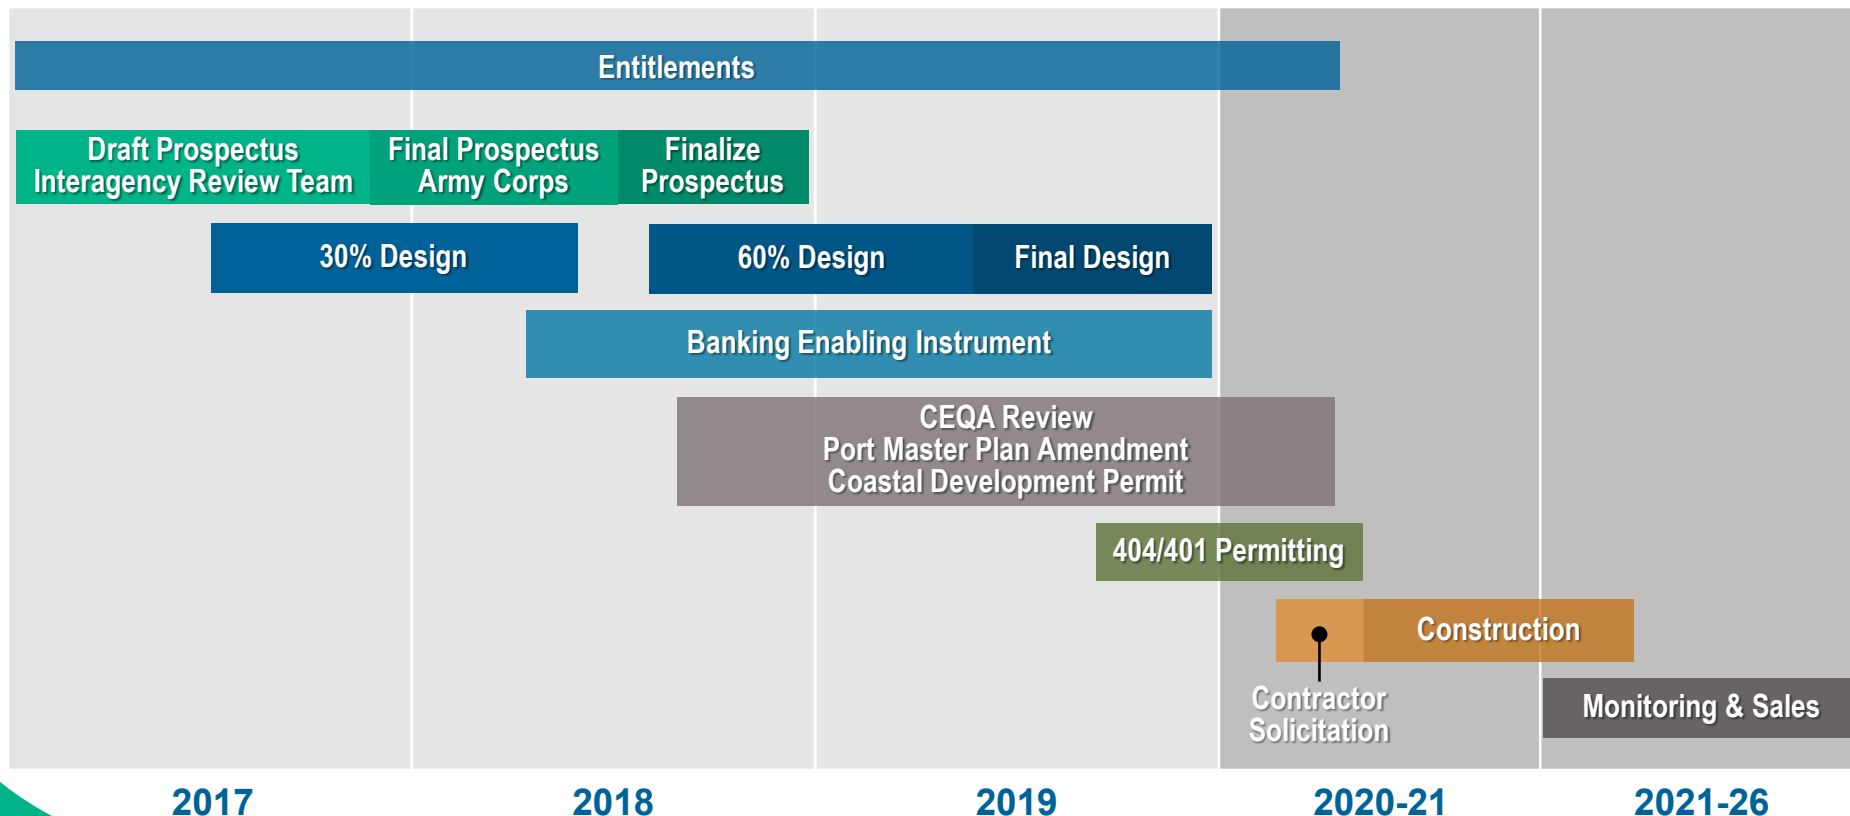 Entitlements
Draft Prospectus
Interagency Review Team
Final Prospectus
Army Corps
Finalize
Prospectus
30% Design
60% Design
Final Design
Banking Enabling Instrument
CEQA Review
Port Master Plan Amendment
Coastal Development Permit
404/401 Permitting
Construction
Contractor
Solicitation
Monitoring & Sales
2017
2018
2019
2020-21
2021-26